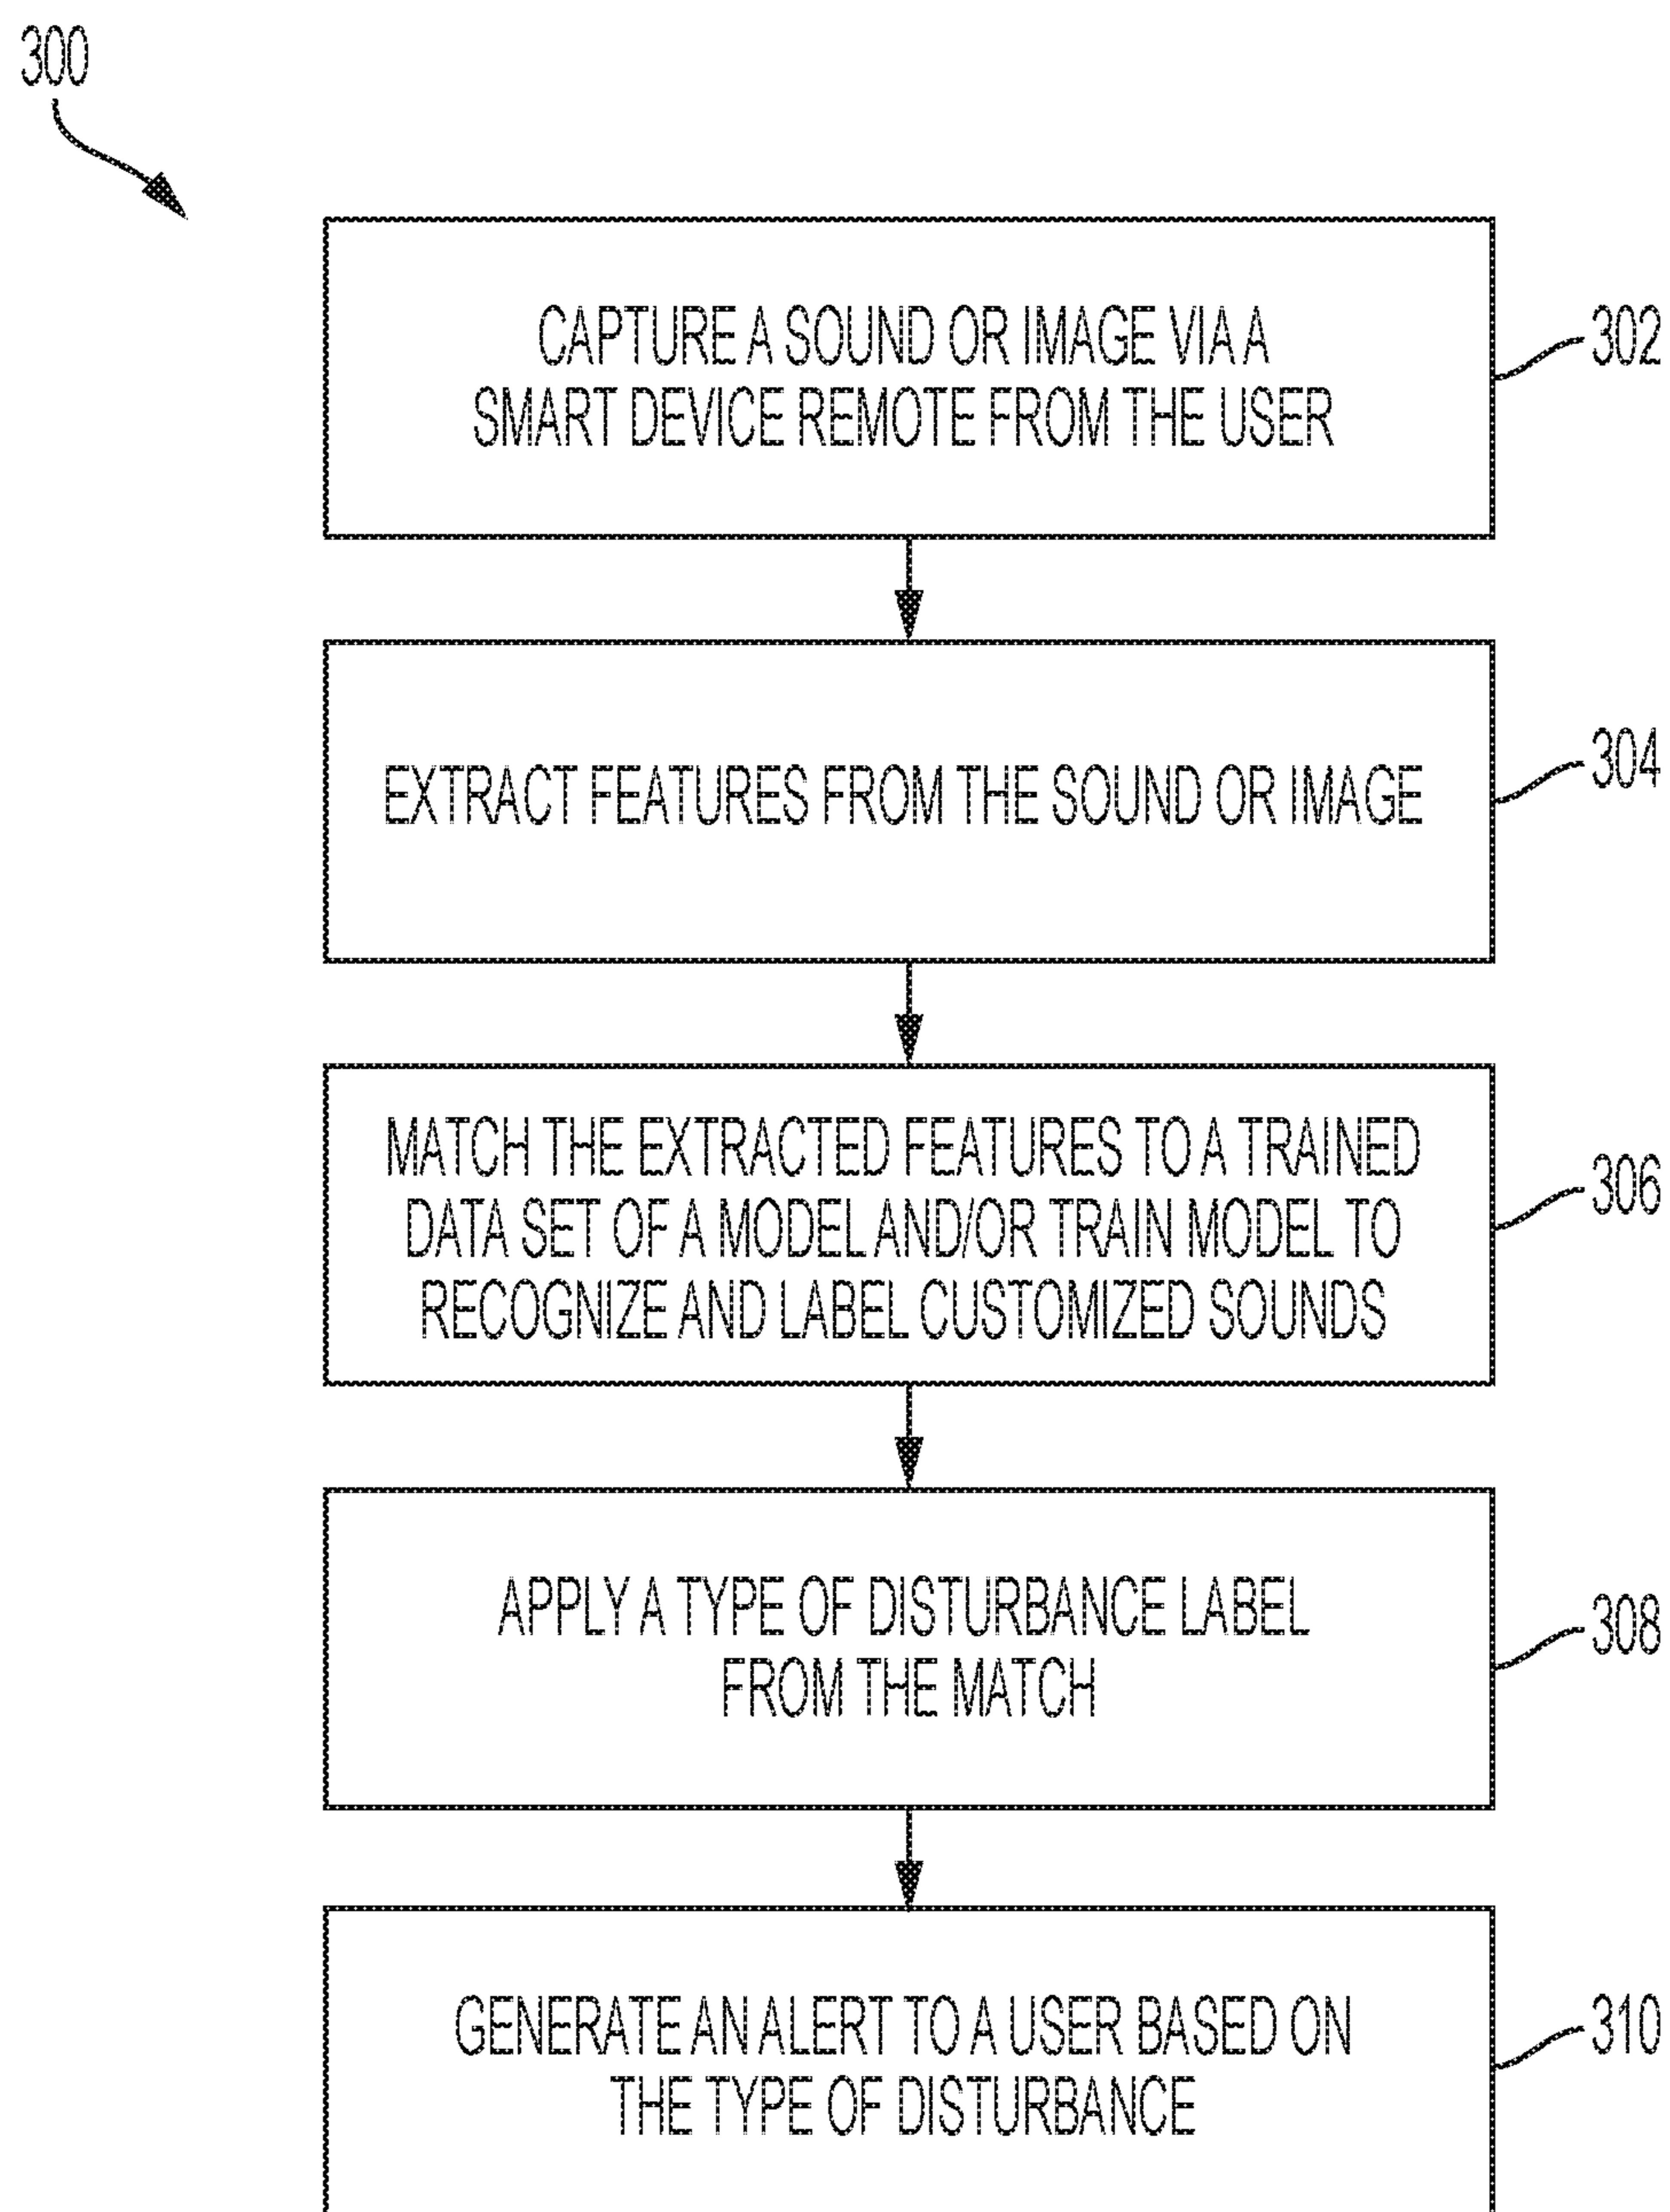 300
CAPTURE A SOUND OR IMAGE VIA A
SMART DEVICE REMOTE FROM THE USER
302
EXTRACT FEATURES FROM THE SOUND OR IMAGE
304
MATCH THE EXTRACTED FEATURES TO A TRAINED
DATA SET OF A MODEL AND/OR TRAIN MODEL TO
RECOGNIZE AND LABEL CUSTOMIZED SOUNDS
306
APPLY A TYPE OF DISTURBANCE LABEL
FROM THE MATCH
308
GENERATE AN ALERT TO A USER BASED ON
THE TYPE OF DISTURBANCE
310